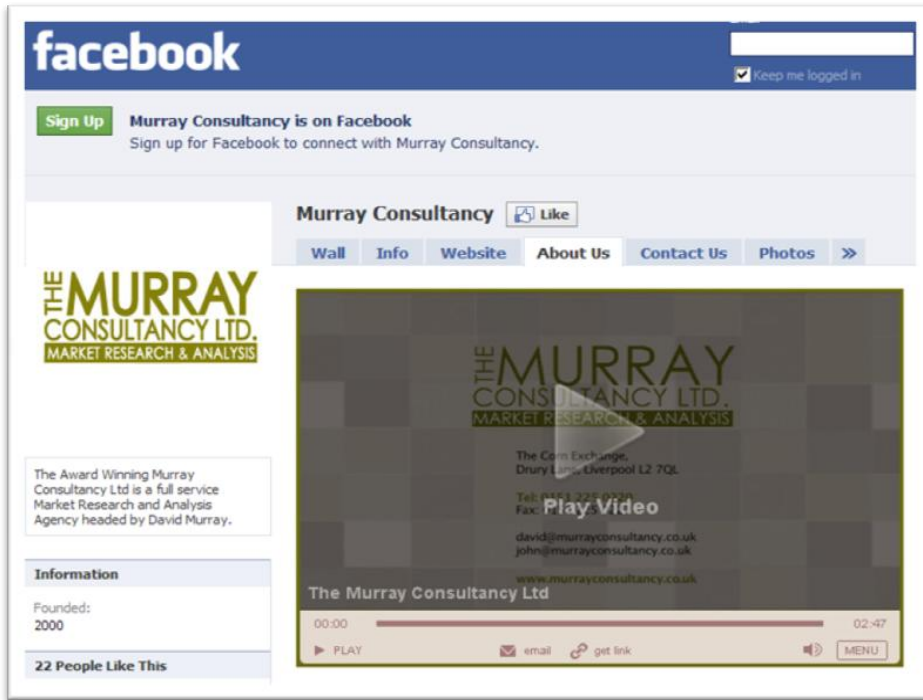 facebook
Keep me logged in
Sign Up
Murray Consultancy is on Facebook
Sign up for Facebook to connect with Murray Consultancy.
Murray Consultancy
Like
Wall Info Website About Us Contact Us Photos »
THE MURRAY
CONSULTANCY LTD.
MARKET RESEARCH & ANALYSIS
THE MURRAY
CONSULTANCY LTD.
MARKET RESEARCH & ANALYSIS
The Corn Exchange,
Drury Lane, Liverpool L2 7QL
Tel: 0151
Fax:
Play Video
david@murrayconsultancy.co.uk
john@murrayconsultancy.co.uk
www.murrayconsultancy.co.uk
The Murray Consultancy Ltd
00:00 02:47
PLAY email get link MENU
The Award Winning Murray
Consultancy Ltd is a full service
Market Research and Analysis
Agency headed by David Murray.
Information
Founded:
2000
22 People Like This